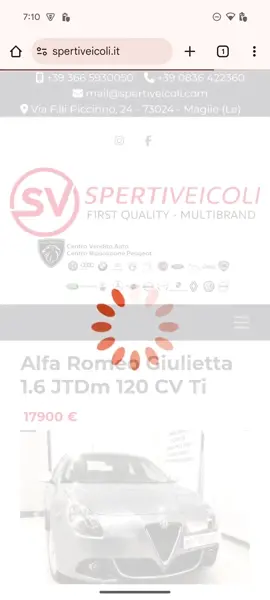 7:10
spertiveicoli.it
1
+39 366 5930050 +39 0836 422360
mail@spertiveicoli.com
Via F.lli Piccinno, 24 - 73024 - Maglie (Le)
SV SPERTIVEICOLI
FIRST QUALITY - MULTIBRAND
Centro Vendita Auto
Centro Riparazione Peugeot
Alfa Romeo Giulietta
1.6 JTDm 120 CV Ti
17900 €